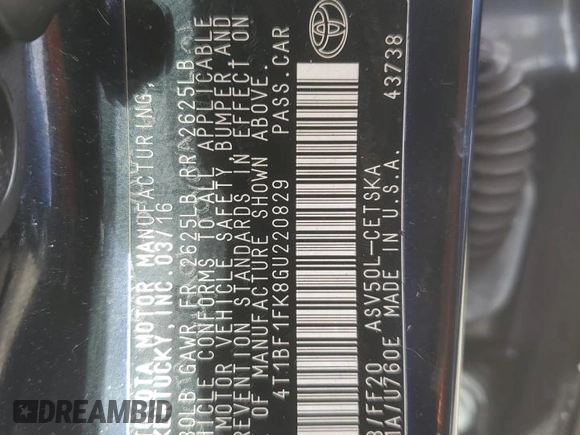 TOYOTA MOTOR MANUFACTURING,
KENTUCKY, INC. 03/16
GAWR FR 2625LB RR 2625LB
VEHICLE CONFORMS TO ALL APPLICABLE
MOTOR VEHICLE SAFETY, BUMPER AND
PREVENTION STANDARDS IN EFFECT ON
OF MANUFACTURE SHOWN ABOVE.
4T1BF1FK8GU220829 PASS.CAR
/FF20 ASV50L-CETSKA
1A/U760E MADE IN U.S.A. 43738
DREAMBID